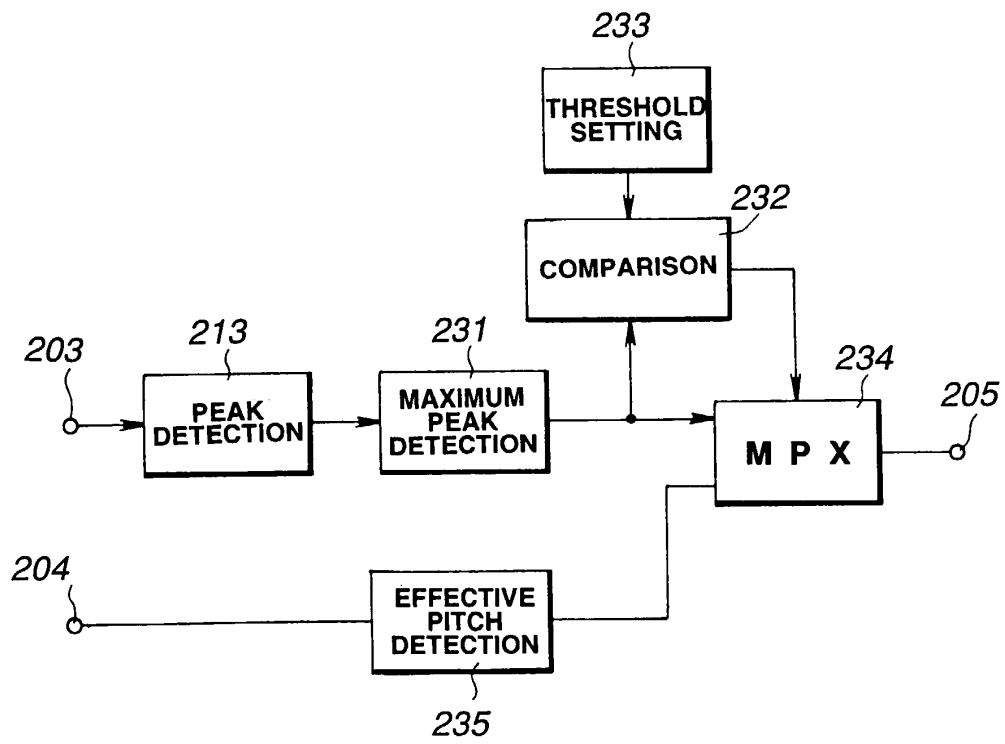 233
THRESHOLD
SETTING
232
COMPARISON
203
213
231
234
205
PEAK
DETECTION
MAXIMUM
PEAK
DETECTION
M P X
204
EFFECTIVE
PITCH
DETECTION
235